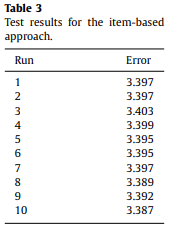 Table 3
Test results for the item-based
approach.
Run Error
1 3.397
2 3.397
3 3.403
4 3.399
5 3.395
6 3.395
7 3.397
8 3.389
9 3.392
10 3.387